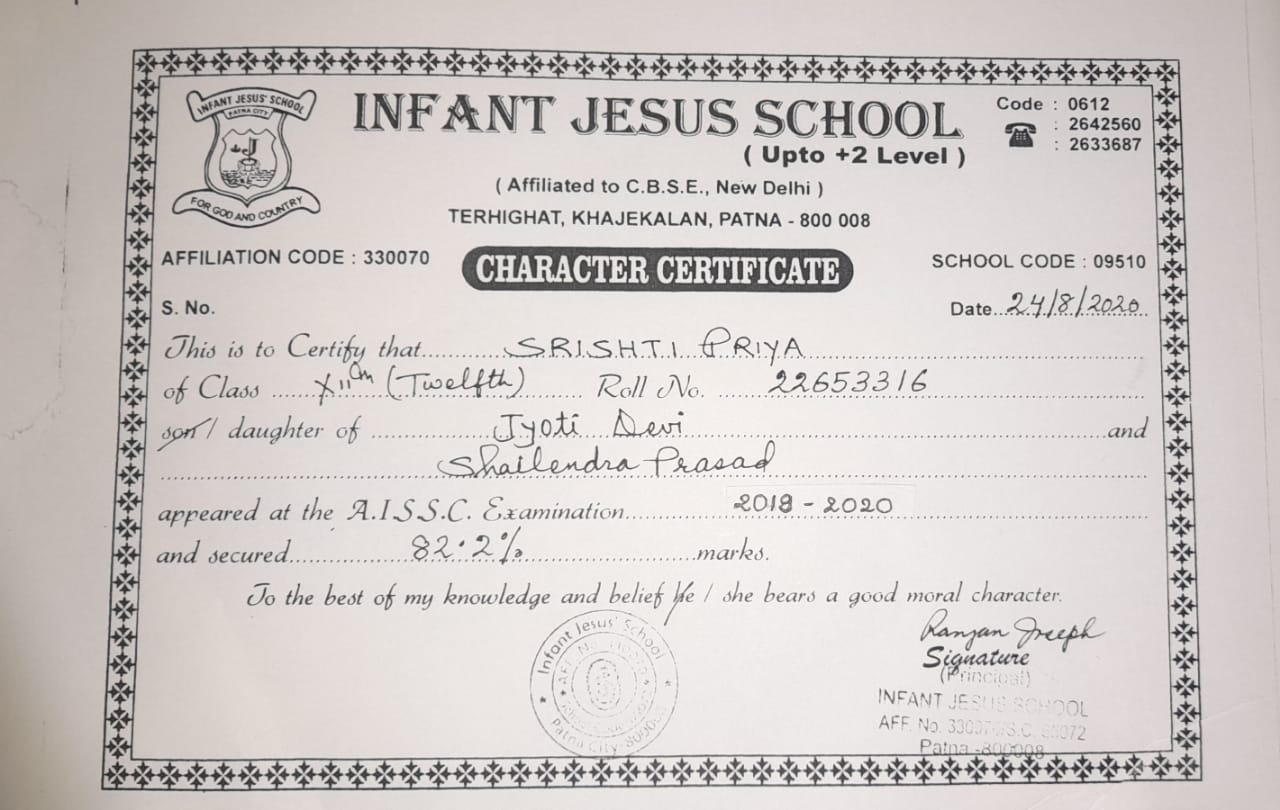 INFANT JESUS' SCHOOL
PATNA CITY
FOR GOD AND COUNTRY
INFANT JESUS SCHOOL
( Upto +2 Level )
Code : 0612
: 2642560
: 2633687
( Affiliated to C.B.S.E., New Delhi )
TERHIGHAT, KHAJEKALAN, PATNA - 800 008
AFFILIATION CODE : 330070
CHARACTER CERTIFICATE
SCHOOL CODE : 09510
S. No.
Date 24/8/2020
This is to Certify that SRISHTI PRIYA
of Class XIIth (Twelfth) Roll No. 22653316
son / daughter of Jyoti Devi and
Shailendra Prasad
appeared at the A.I.S.S.C. Examination 2018 - 2020
and secured 82.2% marks.
To the best of my knowledge and belief He / she bears a good moral character.
Infant Jesus' School
Patna City-800008
Ranjan Joseph
Signature
(Principal)
INFANT JESUS SCHOOL
AFF. No.
Patna -800008